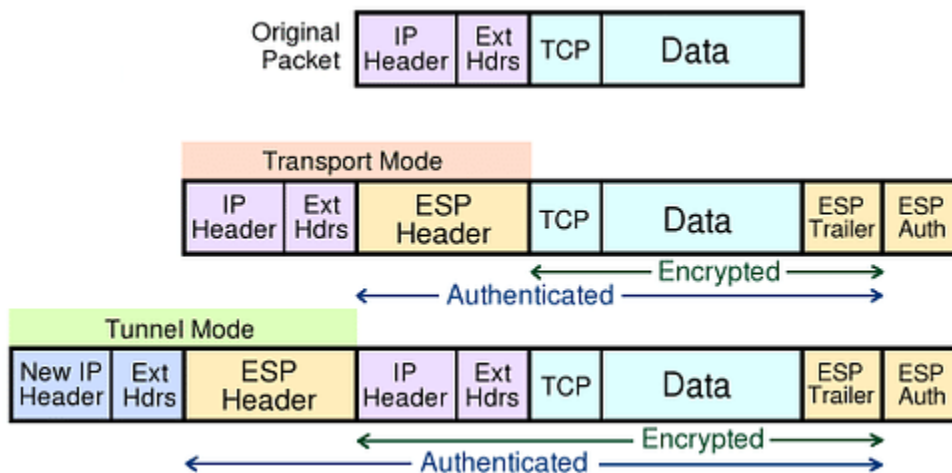 Original Packet
IP Header
Ext Hdrs
TCP
Data
Transport Mode
IP Header
Ext Hdrs
ESP Header
TCP
Data
ESP Trailer
ESP Auth
Encrypted
Authenticated
Tunnel Mode
New IP Header
Ext Hdrs
ESP Header
IP Header
Ext Hdrs
TCP
Data
ESP Trailer
ESP Auth
Encrypted
Authenticated